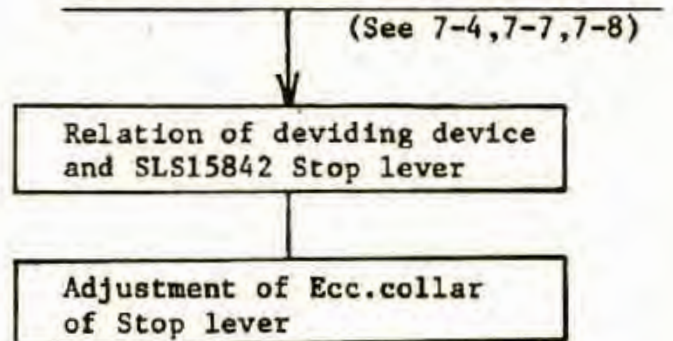 (See 7-4,7-7,7-8)
Relation of deviding device
and SLS15842 Stop lever
Adjustment of Ecc.collar
of Stop lever